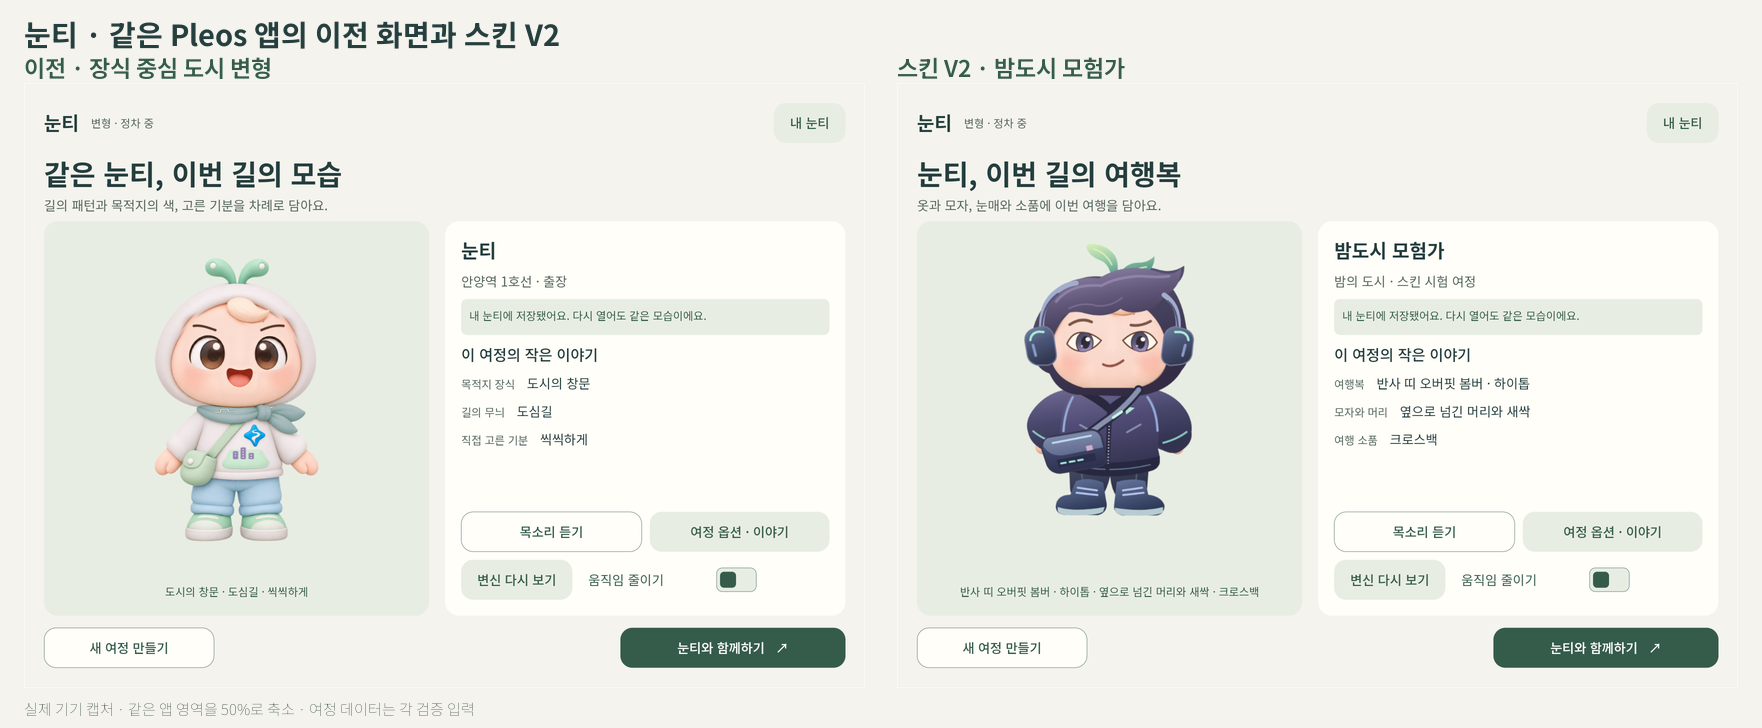 눈티 · 같은 Pleos 앱의 이전 화면과 스킨 V2
이전 · 장식 중심 도시 변형
눈티 변형 · 정차 중
내 눈티
같은 눈티, 이번 길의 모습
길의 패턴과 목적지의 색, 고른 기분을 차례로 담아요.
도시의 창문 · 도심길 · 씩씩하게
눈티
안양역 1호선 · 출장
내 눈티에 저장됐어요. 다시 열어도 같은 모습이에요.
이 여정의 작은 이야기
목적지 장식 도시의 창문
길의 무늬 도심길
직접 고른 기분 씩씩하게
목소리 듣기
여정 옵션 · 이야기
변신 다시 보기
움직임 줄이기
새 여정 만들기
눈티와 함께하기 ↗
스킨 V2 · 밤도시 모험가
눈티 변형 · 정차 중
내 눈티
눈티, 이번 길의 여행복
옷과 모자, 눈매와 소품에 이번 여행을 담아요.
반사 띠 오버핏 봄버 · 하이톱 · 옆으로 넘긴 머리와 새싹 · 크로스백
밤도시 모험가
밤의 도시 · 스킨 시험 여정
내 눈티에 저장됐어요. 다시 열어도 같은 모습이에요.
이 여정의 작은 이야기
여행복 반사 띠 오버핏 봄버 · 하이톱
모자와 머리 옆으로 넘긴 머리와 새싹
여행 소품 크로스백
목소리 듣기
여정 옵션 · 이야기
변신 다시 보기
움직임 줄이기
새 여정 만들기
눈티와 함께하기 ↗
실제 기기 캡처 · 같은 앱 영역을 50%로 축소 · 여정 데이터는 각 검증 입력